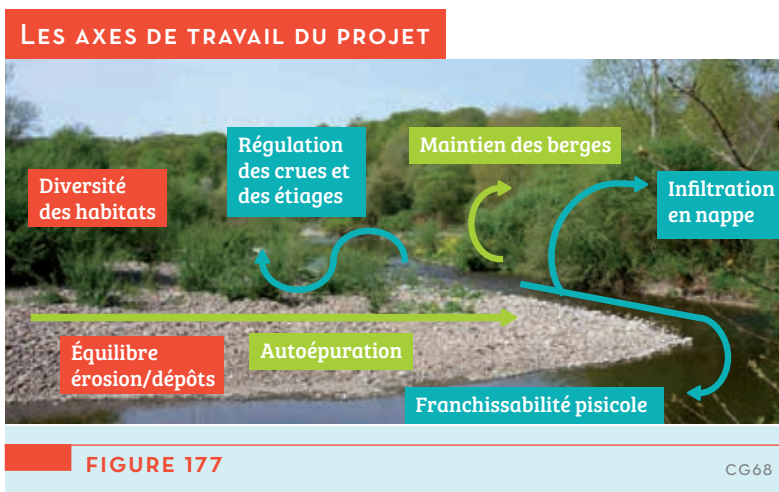 LES AXES DE TRAVAIL DU PROJET
Régulation
des crues et
des étiages
Maintien des berges
Diversité
des habitats
Infiltration
en nappe
Équilibre
érosion/dépôts
Autoépuration
Franchissabilité pisicole
FIGURE 177
CG68